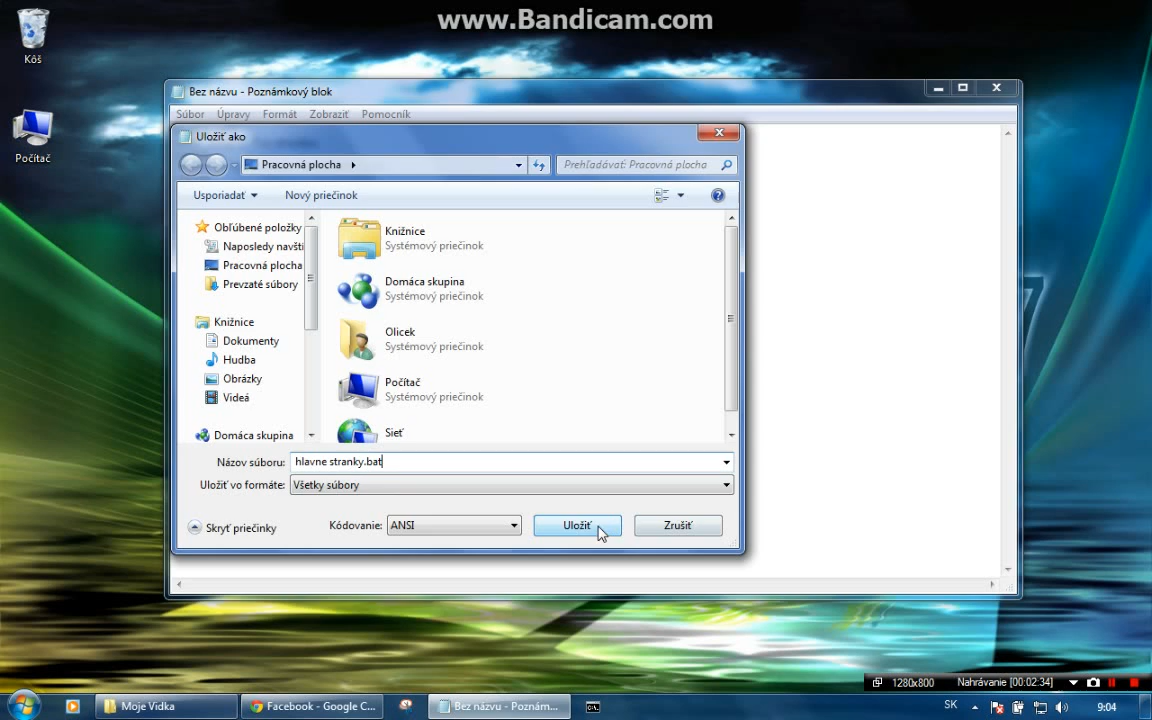 www.Bandicam.com
Kôš
Počítač
Bez názvu - Poznámkový blok
Súbor Úpravy Formát Zobraziť Pomocník
Uložiť ako
Pracovná plocha
Prehľadávať: Pracovná plocha
Usporiadať Nový priečinok
Obľúbené položky
Naposledy navští
Pracovná plocha
Prevzaté súbory
Knižnice
Dokumenty
Hudba
Obrázky
Videá
Domáca skupina
Knižnice
Systémový priečinok
Domáca skupina
Systémový priečinok
Olicek
Systémový priečinok
Počítač
Systémový priečinok
Sieť
Názov súboru: hlavne stranky.bat
Uložiť vo formáte: Všetky súbory
Skryť priečinky Kódovanie: ANSI Uložiť Zrušiť
1280x800 Nahrávanie [00:02:34]
Moje Vidka Facebook - Google C... Bez názvu - Poznám... SK 9:04